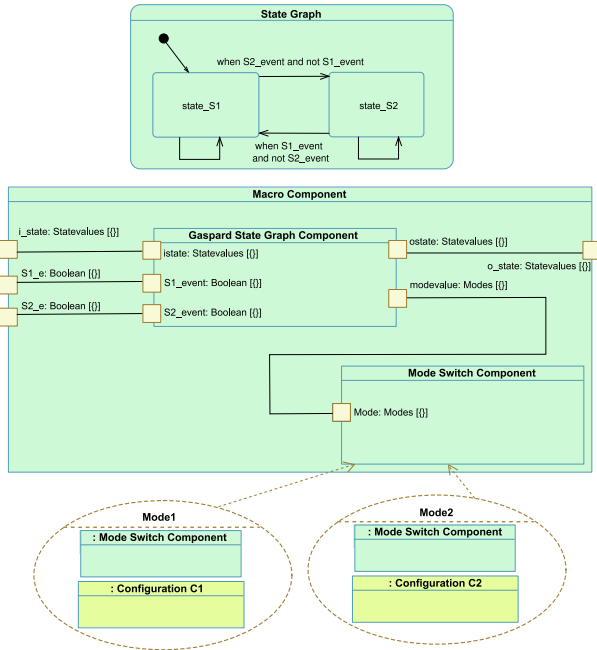 State Graph
when S2_event and not S1_event
state_S1
state_S2
when S1_event
and not S2_event
Macro Component
i_state: Statevalues [{}]
Gaspard State Graph Component
ostate: Statevalues [{}]
istate: Statevalues [{}]
o_state: Statevalues [{}]
S1_e: Boolean [{}]
S1_event: Boolean [{}]
modevalue: Modes [{}]
S2_e: Boolean [{}]
S2_event: Boolean [{}]
Mode Switch Component
Mode: Modes [{}]
Mode1
: Mode Switch Component
: Configuration C1
Mode2
: Mode Switch Component
: Configuration C2